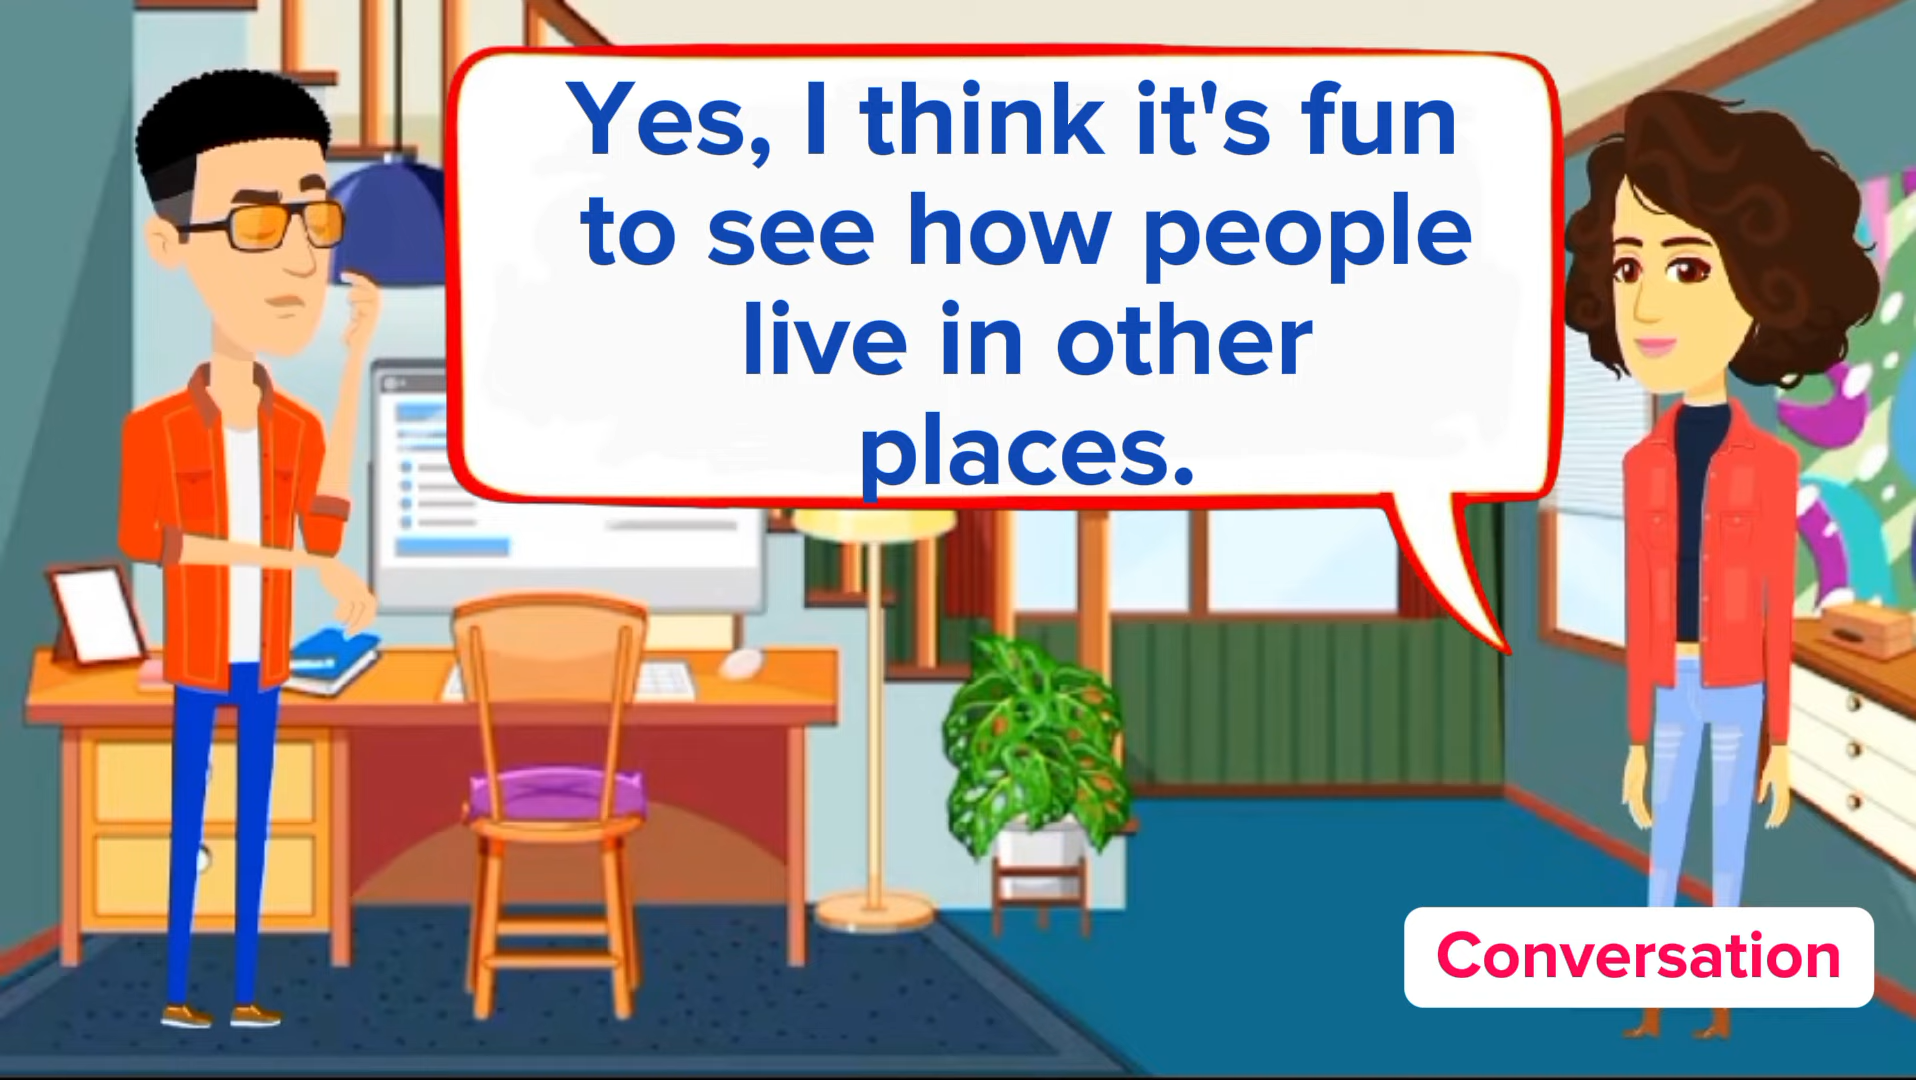 Yes, I think it's fun
to see how people
live in other
places.
Conversation